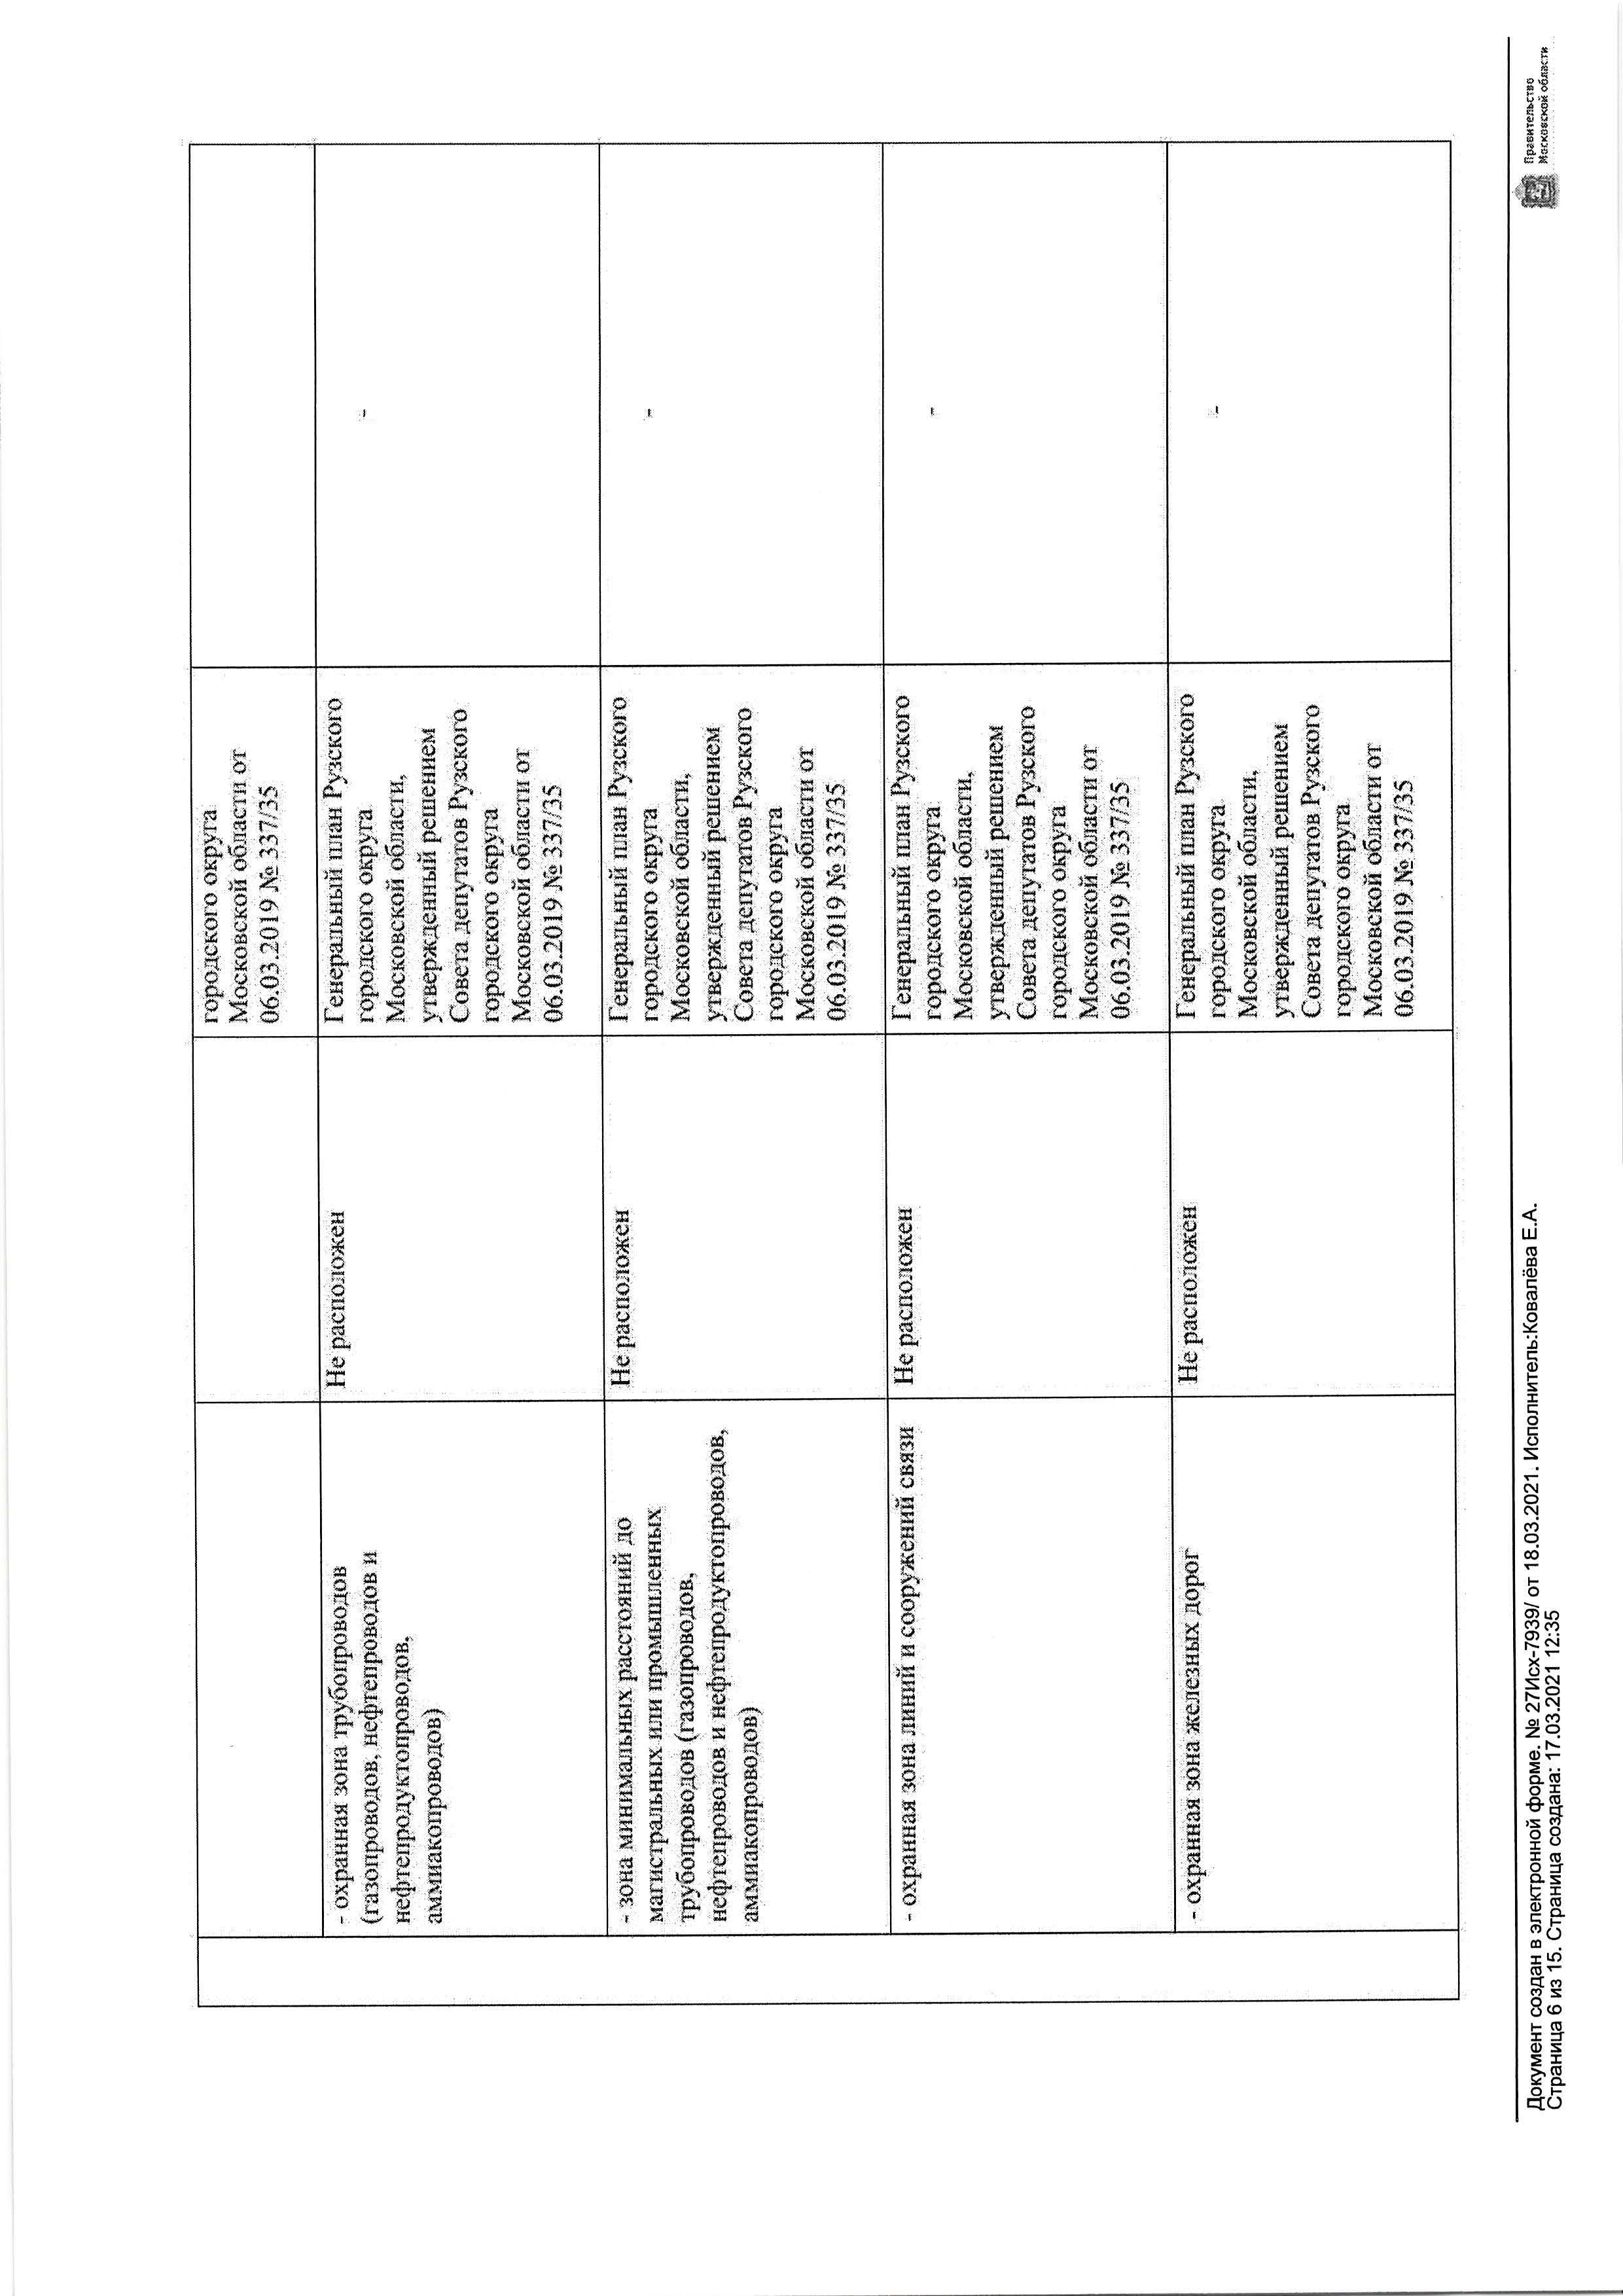 городского округа
Московской области от
06.03.2019 № 337/35
- охранная зона трубопроводов
(газопроводов, нефтепроводов и
нефтепродуктопроводов,
аммиакопроводов)
Не расположен
Генеральный план Рузского
городского округа
Московской области,
утвержденный решением
Совета депутатов Рузского
городского округа
Московской области от
06.03.2019 № 337/35
-
- зона минимальных расстояний до
магистральных или промышленных
трубопроводов (газопроводов,
нефтепроводов и нефтепродуктопроводов,
аммиакопроводов)
Не расположен
Генеральный план Рузского
городского округа
Московской области,
утвержденный решением
Совета депутатов Рузского
городского округа
Московской области от
06.03.2019 № 337/35
-
- охранная зона линий и сооружений связи
Не расположен
Генеральный план Рузского
городского округа
Московской области,
утвержденный решением
Совета депутатов Рузского
городского округа
Московской области от
06.03.2019 № 337/35
-
- охранная зона железных дорог
Не расположен
Генеральный план Рузского
городского округа
Московской области,
утвержденный решением
Совета депутатов Рузского
городского округа
Московской области от
06.03.2019 № 337/35
-
Документ создан в электронной форме. № 27Исх-7939/ от 18.03.2021. Исполнитель:Ковалёва Е.А.
Страница 6 из 15. Страница создана: 17.03.2021 12:35
Правительство
Московской области